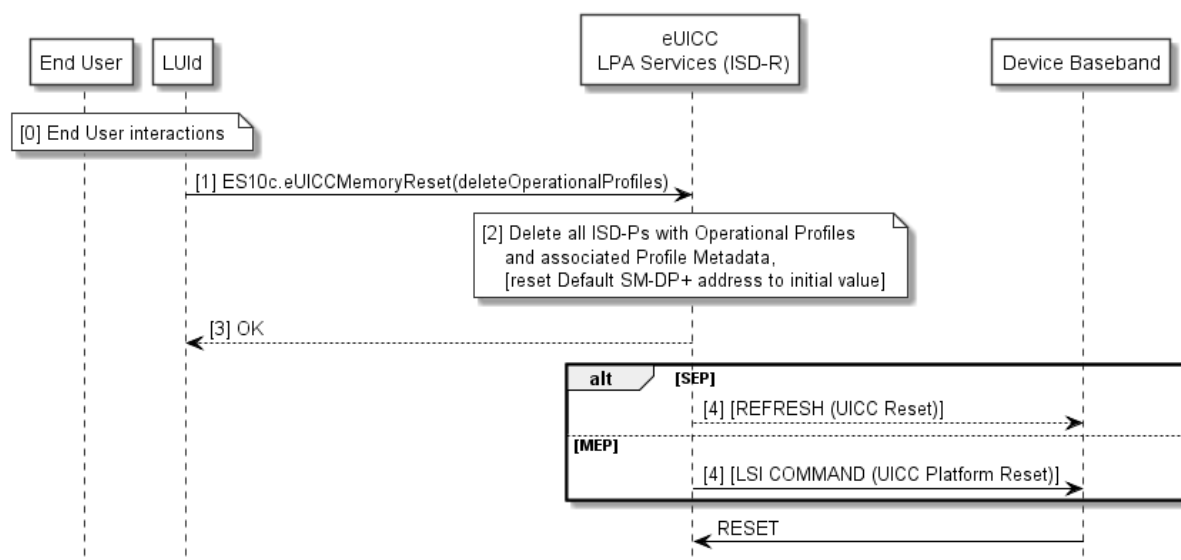 End User
LUId
eUICC
LPA Services (ISD-R)
Device Baseband
[0] End User interactions
[1] ES10c.eUICCMemoryReset(deleteOperationalProfiles)
[2] Delete all ISD-Ps with Operational Profiles
and associated Profile Metadata,
[reset Default SM-DP+ address to initial value]
[3] OK
alt
[SEP]
[4] [REFRESH (UICC Reset)]
[MEP]
[4] [LSI COMMAND (UICC Platform Reset)]
RESET